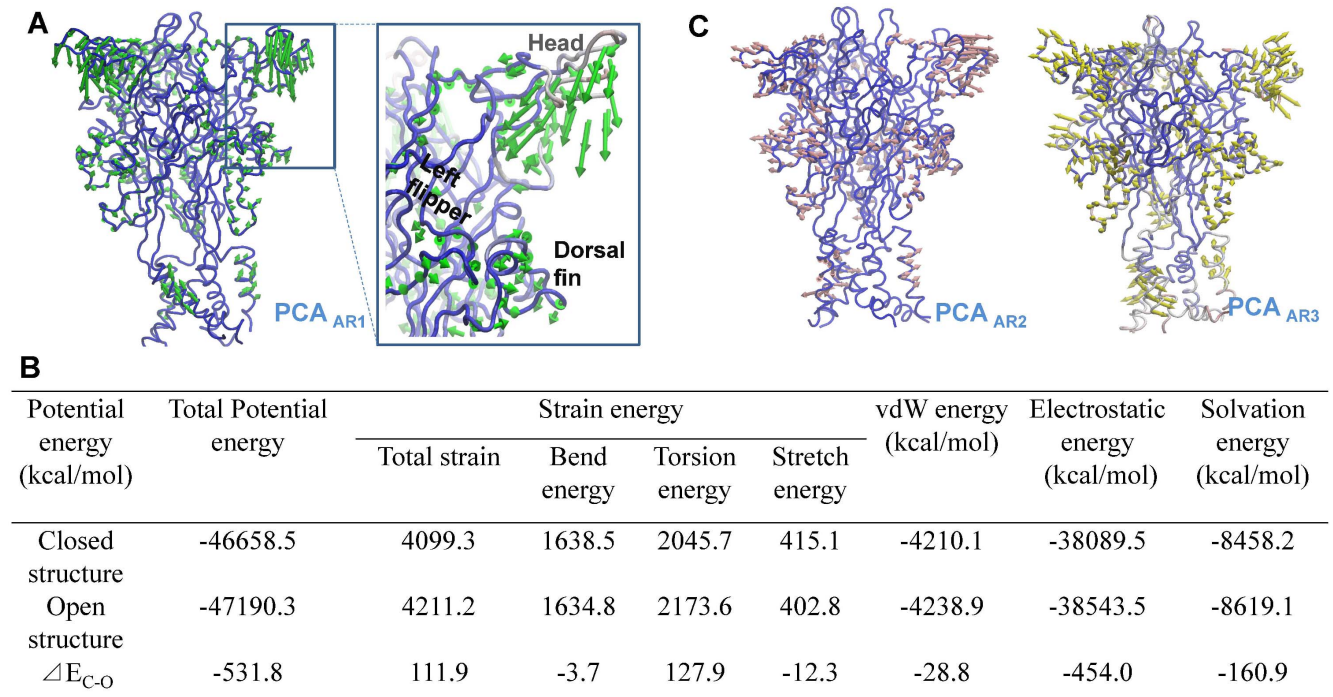 A
Head
Left
flipper
Dorsal
fin
PCA AR1
C
PCA AR2
PCA AR3
B
Potential energy (kcal/mol) Total Potential energy Strain energy vdW energy (kcal/mol) Electrostatic energy (kcal/mol) Solvation energy (kcal/mol)
Total strain Bend energy Torsion energy Stretch energy
Closed structure -46658.5 4099.3 1638.5 2045.7 415.1 -4210.1 -38089.5 -8458.2
Open structure -47190.3 4211.2 1634.8 2173.6 402.8 -4238.9 -38543.5 -8619.1
⊿EC-O -531.8 111.9 -3.7 127.9 -12.3 -28.8 -454.0 -160.9